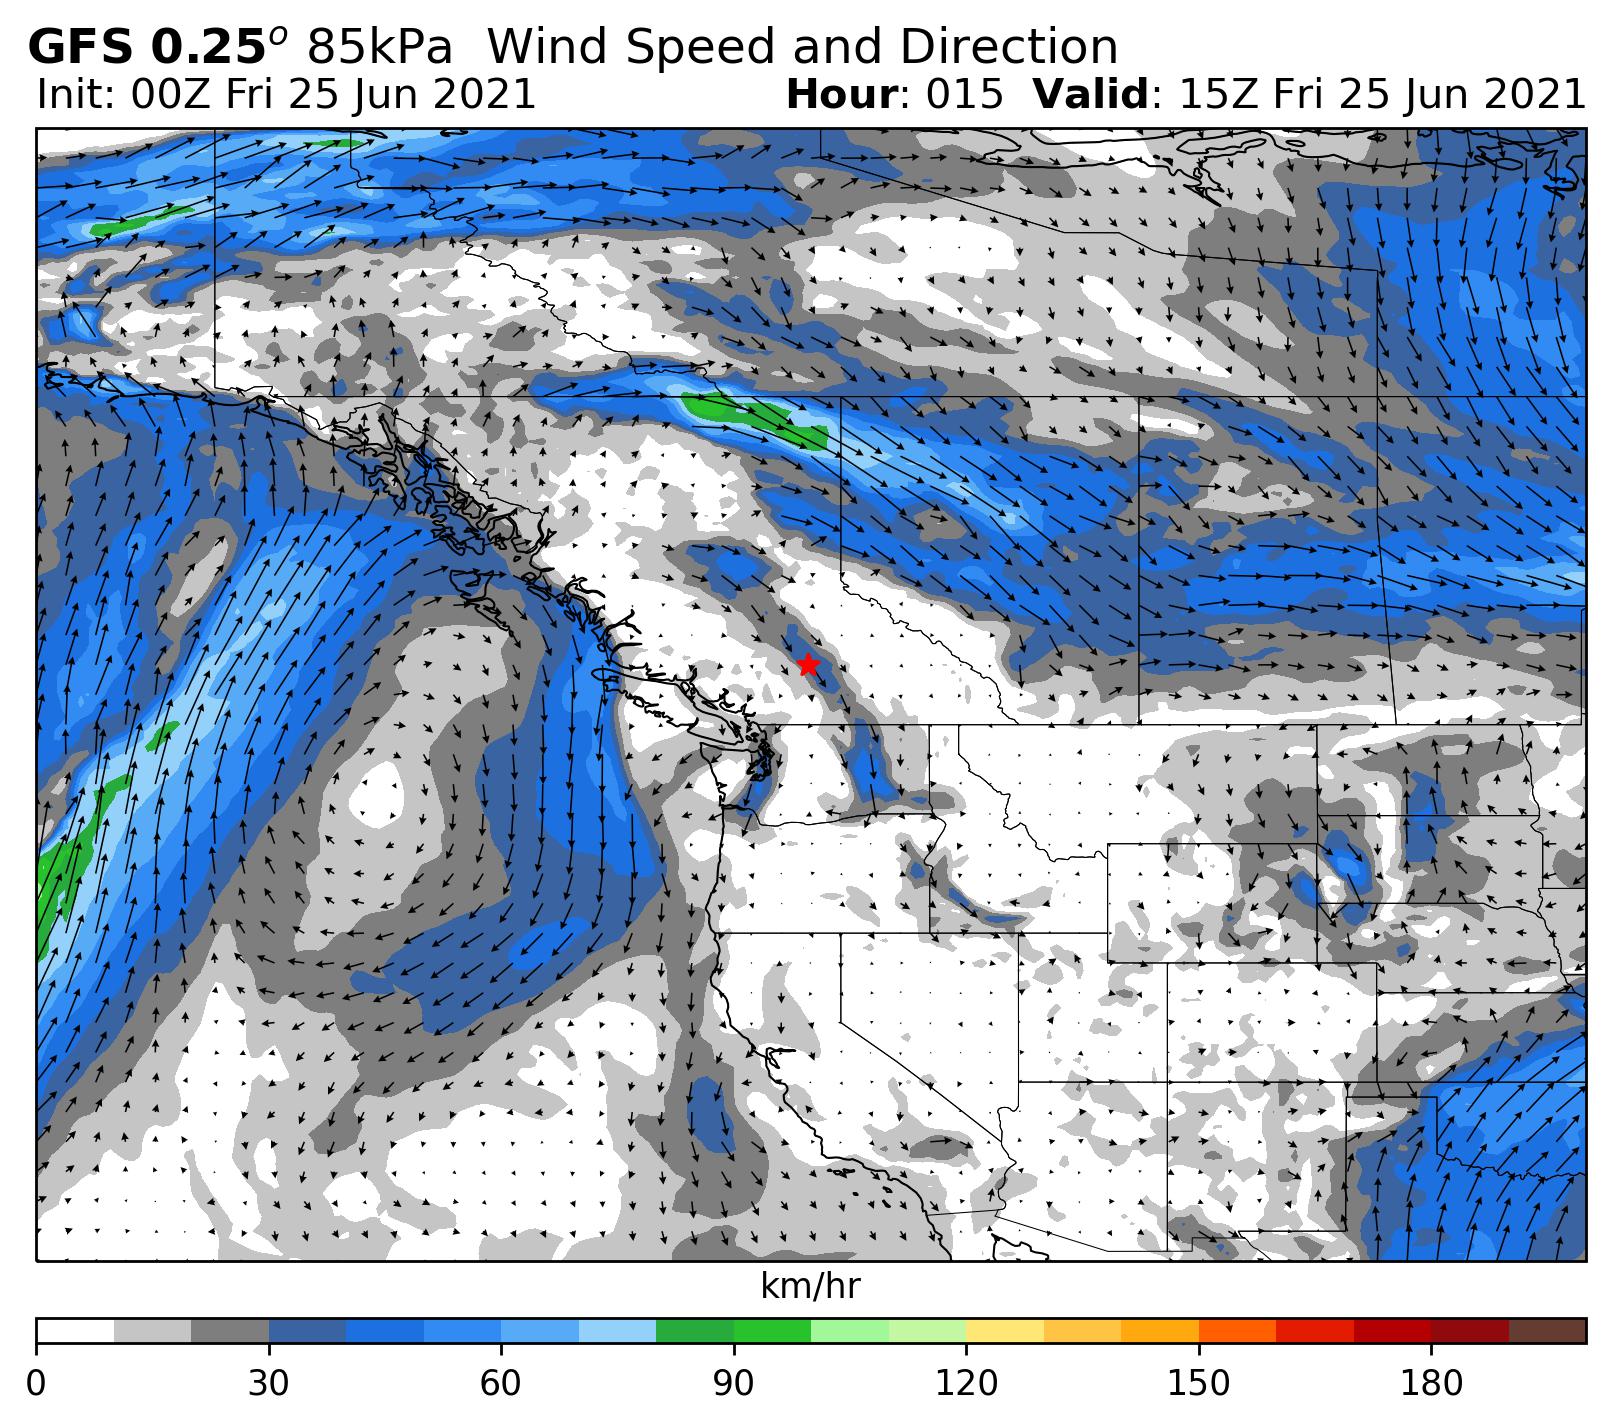 GFS 0.25° 85kPa Wind Speed and Direction
Init: 00Z Fri 25 Jun 2021 Hour: 015 Valid: 15Z Fri 25 Jun 2021
km/hr
0 30 60 90 120 150 180